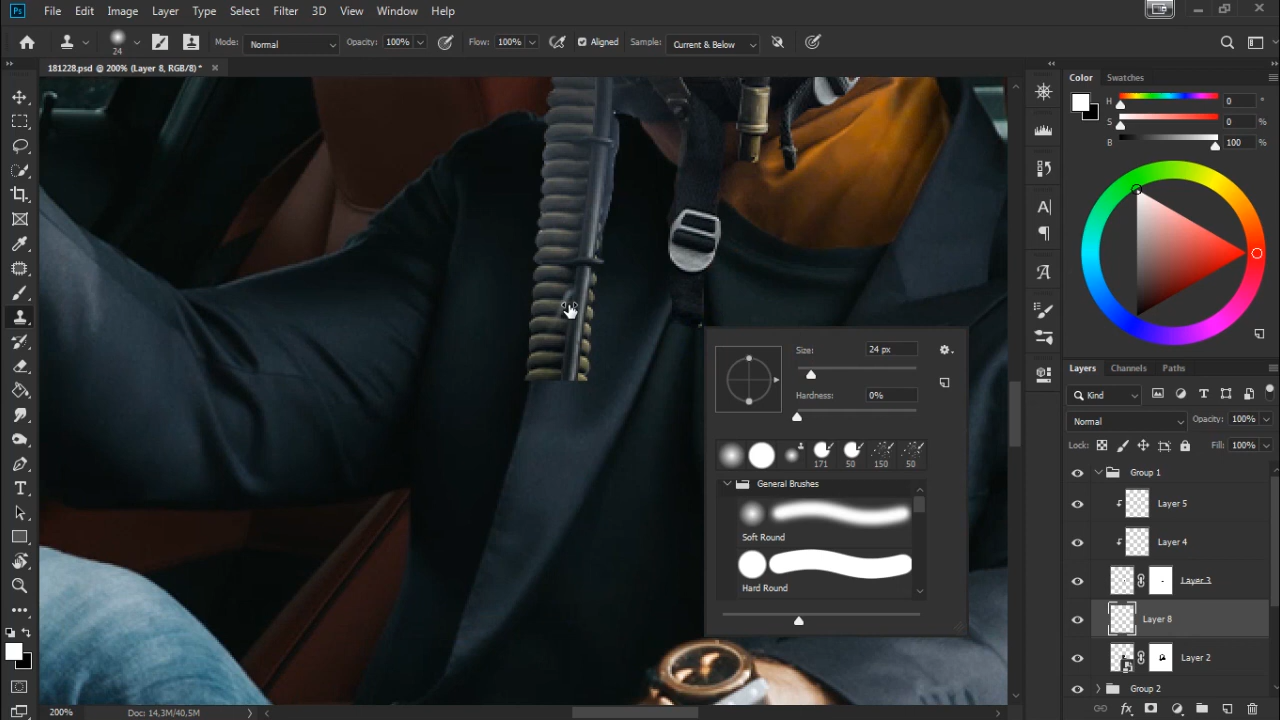 Ps File Edit Image Layer Type Select Filter 3D View Window Help
24 Mode: Normal Opacity: 100% Flow: 100% Aligned Sample: Current & Below
181228.psd @ 200% (Layer 8, RGB/8) *
Color Swatches
H 0 °
S 0 %
B 100 %
Size: 24 px
Hardness: 0%
171 50 150 50
General Brushes
Soft Round
Hard Round
Layers Channels Paths
Kind
Normal Opacity: 100%
Lock: Fill: 100%
Group 1
Layer 5
Layer 4
Layer 3
Layer 8
Layer 2
Group 2
200% Doc: 14,3M/40,5M